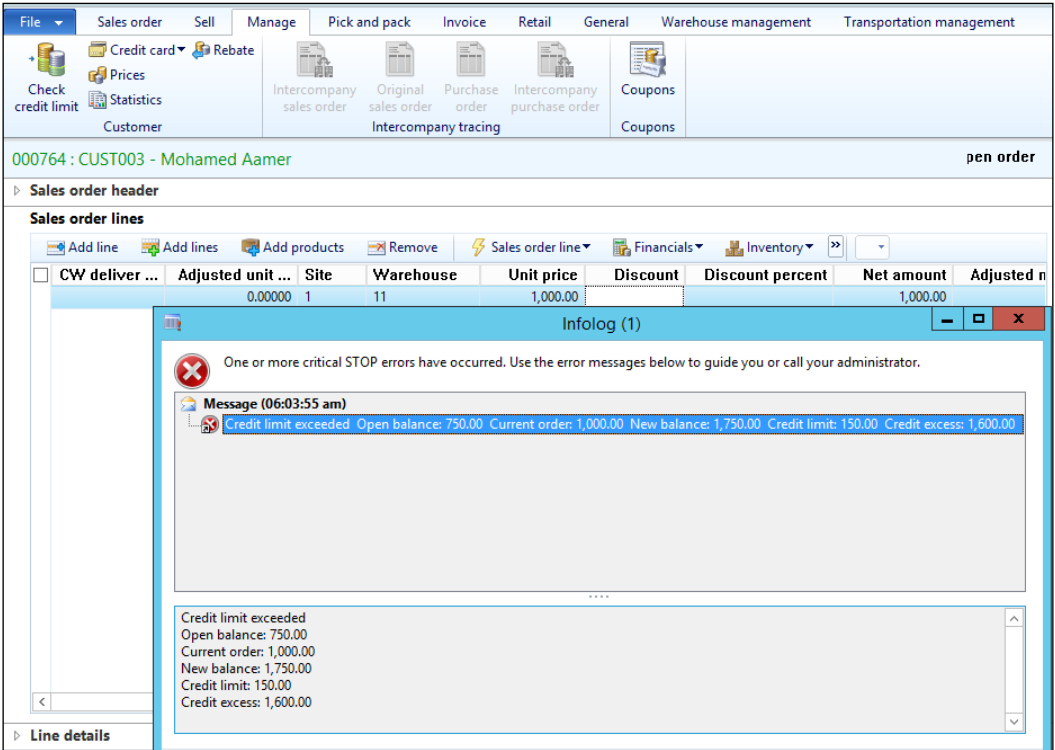 File Sales order Sell Manage Pick and pack Invoice Retail General Warehouse management Transportation management
Check credit limit
Credit card
Rebate
Prices
Statistics
Customer
Intercompany sales order
Original sales order
Purchase order
Intercompany purchase order
Intercompany tracing
Coupons
Coupons
000764 : CUST003 - Mohamed Aamer
pen order
Sales order header
Sales order lines
Add line Add lines Add products Remove Sales order line Financials Inventory »
CW deliver ... Adjusted unit ... Site Warehouse Unit price Discount Discount percent Net amount Adjusted n
0.00000 1 11 1,000.00 1,000.00
Infolog (1)
One or more critical STOP errors have occurred. Use the error messages below to guide you or call your administrator.
Message (06:03:55 am)
Credit limit exceeded Open balance: 750.00 Current order: 1,000.00 New balance: 1,750.00 Credit limit: 150.00 Credit excess: 1,600.00
Credit limit exceeded
Open balance: 750.00
Current order: 1,000.00
New balance: 1,750.00
Credit limit: 150.00
Credit excess: 1,600.00
Line details